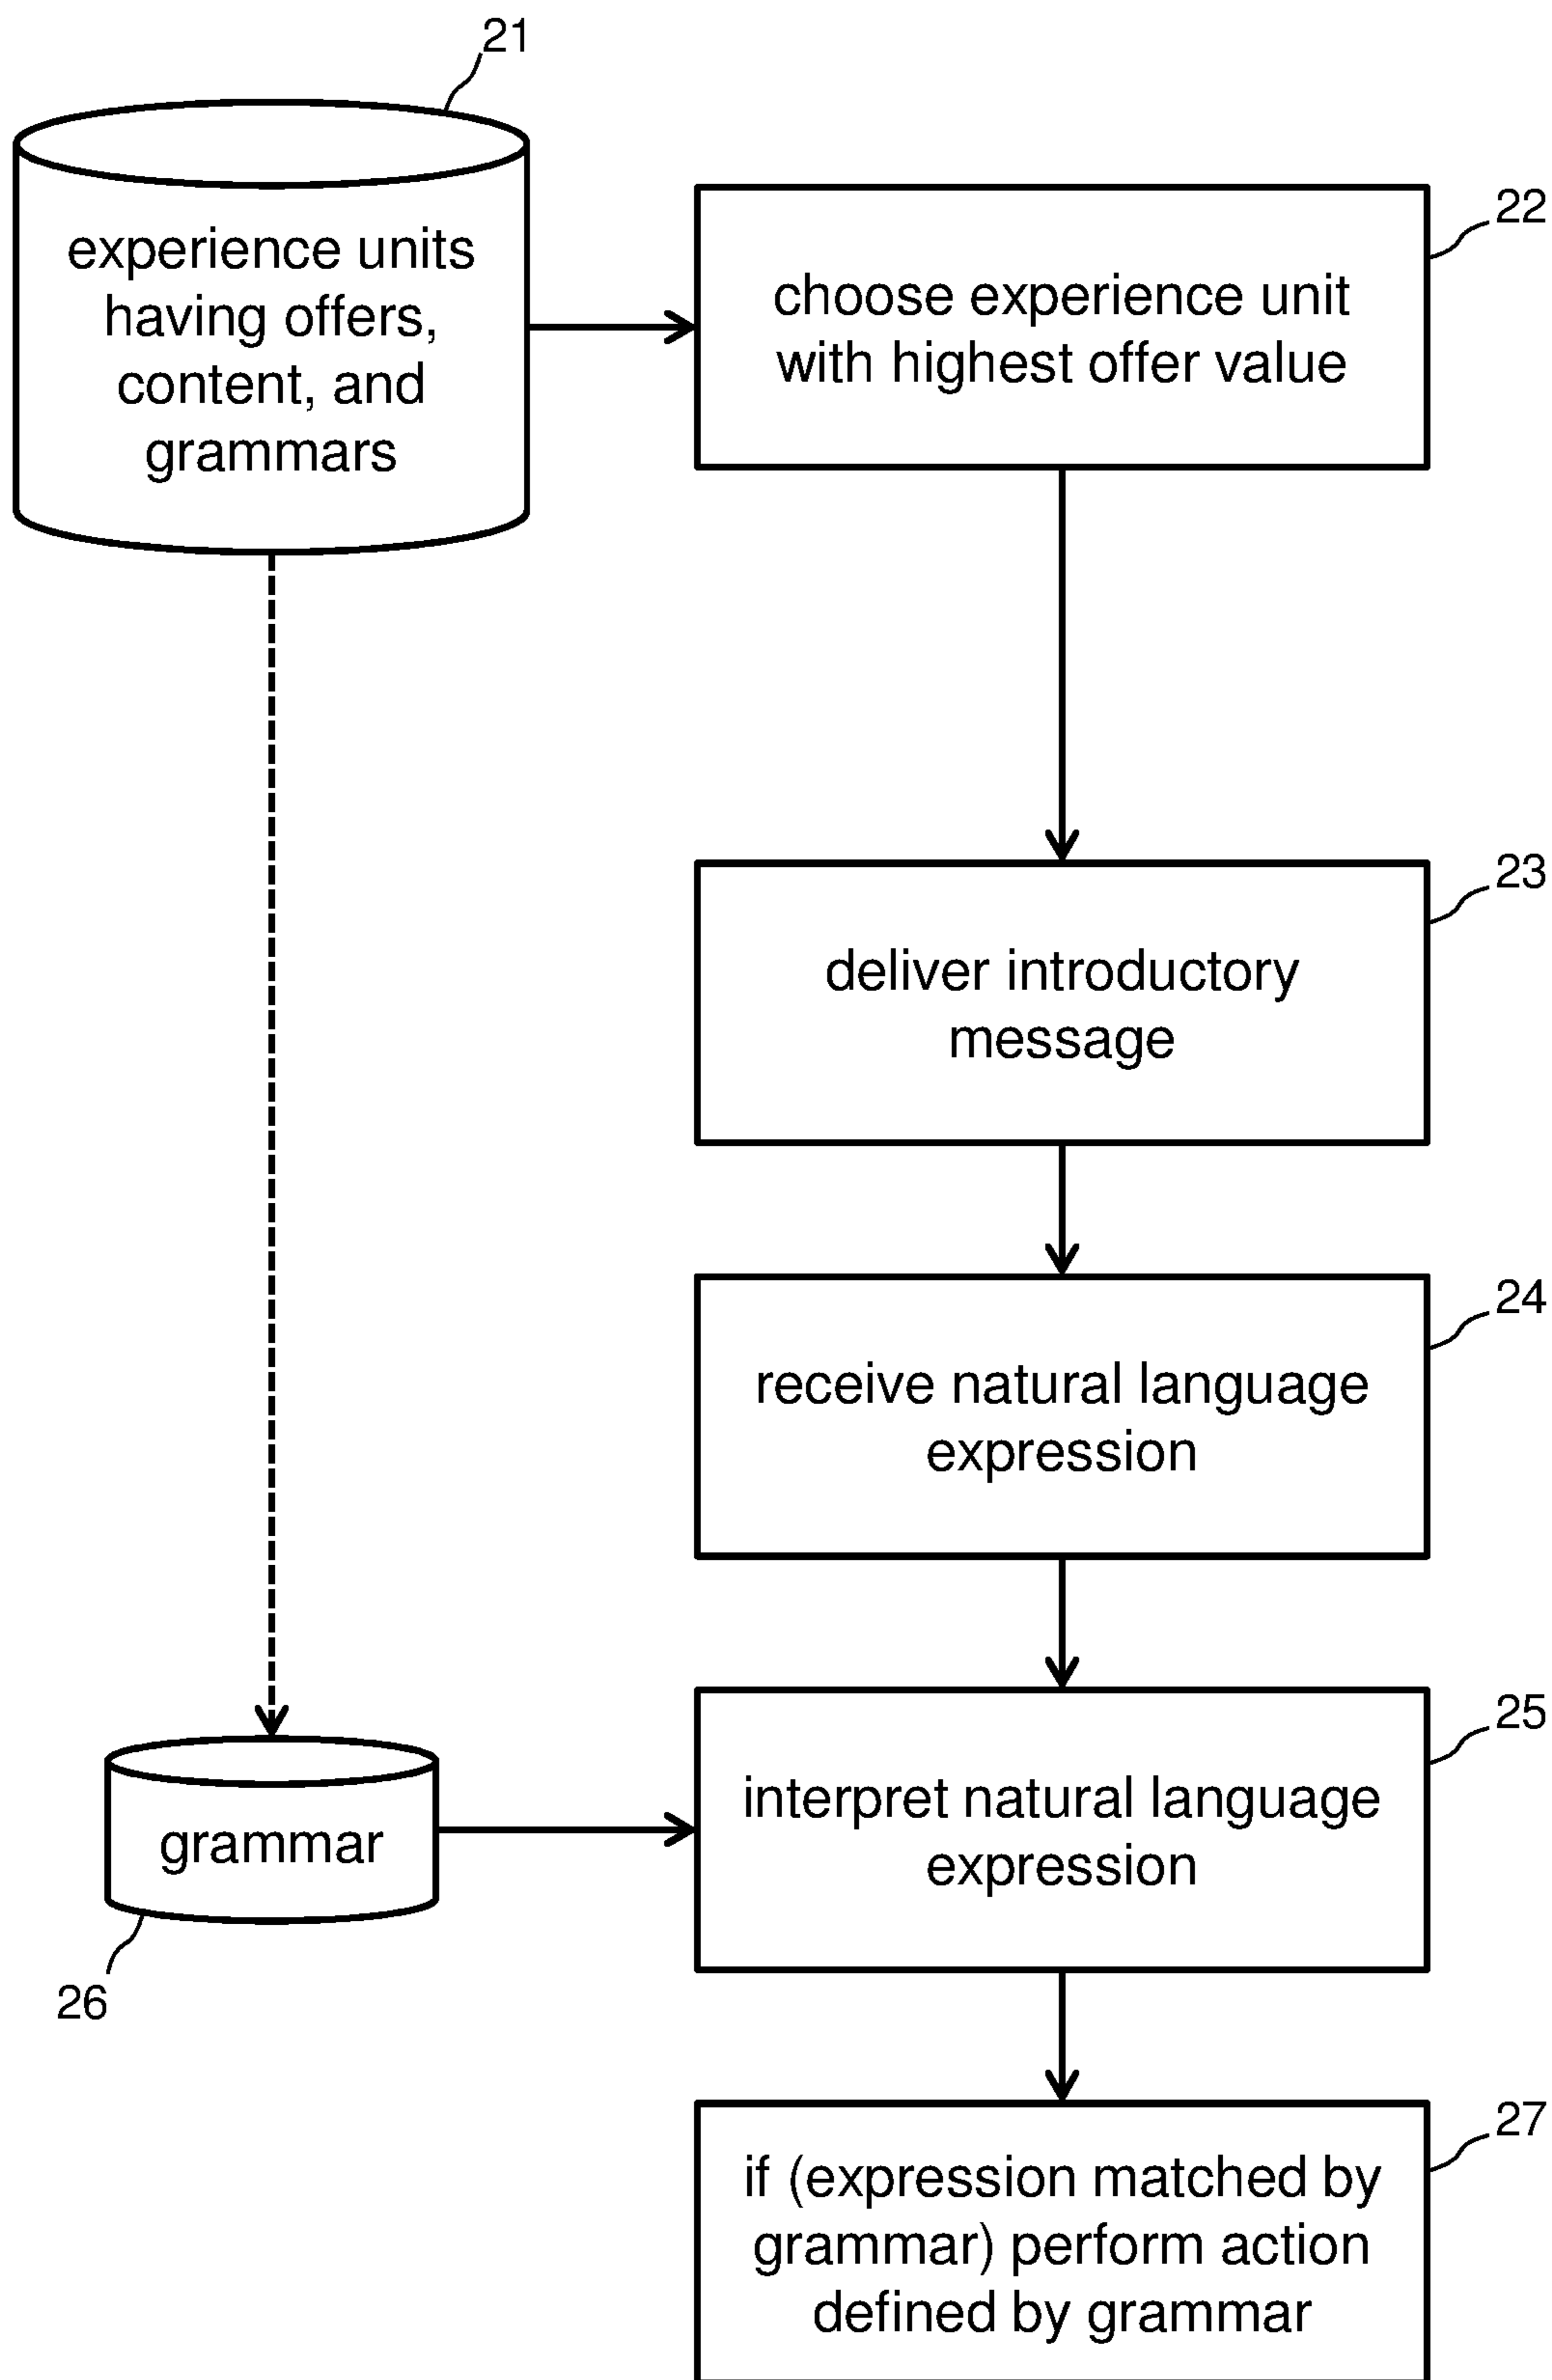 21
experience units
having offers,
content, and
grammars
22
choose experience unit
with highest offer value
23
deliver introductory
message
24
receive natural language
expression
25
interpret natural language
expression
grammar
26
27
if (expression matched by
grammar) perform action
defined by grammar